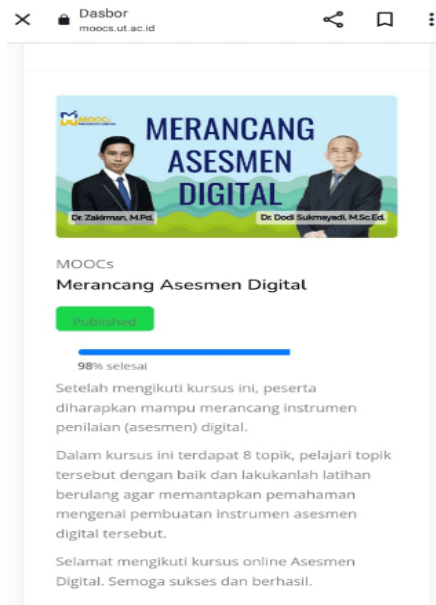 Dasbor
moocs.ut.ac.id
MOOCs
MERANCANG
ASESMEN
DIGITAL
Dr. Zakirman, M.Pd.
Dr. Dodi Sukmayadi, M.Sc.Ed.
MOOCs
Merancang Asesmen Digital
Published
98% selesai
Setelah mengikuti kursus ini, peserta
diharapkan mampu merancang instrumen
penilaian (asesmen) digital.
Dalam kursus ini terdapat 8 topik, pelajari topik
tersebut dengan baik dan lakukanlah latihan
berulang agar memantapkan pemahaman
mengenai pembuatan instrumen asesmen
digital tersebut.
Selamat mengikuti kursus online Asesmen
Digital. Semoga sukses dan berhasil.